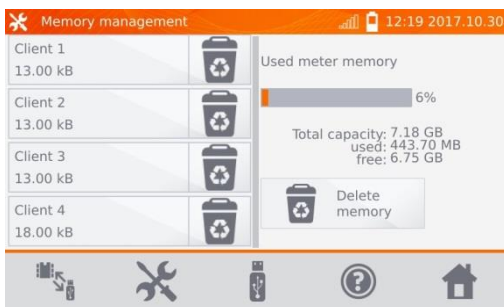 Memory management
12:19 2017.10.30
Client 1
13.00 kB
Client 2
13.00 kB
Client 3
13.00 kB
Client 4
18.00 kB
Used meter memory
6%
Total capacity: 7.18 GB
used: 443.70 MB
free: 6.75 GB
Delete
memory
?